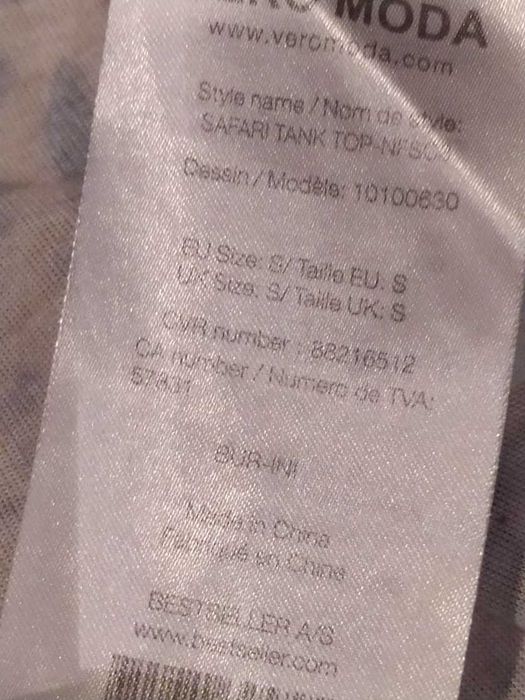 MODA
www.veromoda.com
Style name / Nom de style:
SAFARI TANK TOP-NFS
Dessin / Modèle: 10100630
EU Size: S/ Taille EU: S
UK Size: S/ Taille UK: S
CVR number : 88216512
CA number / Numero de TVA:
57831
BUR-INI
Made in China
Fabriqué en Chine
BESTSELLER A/S
www.bestseller.com